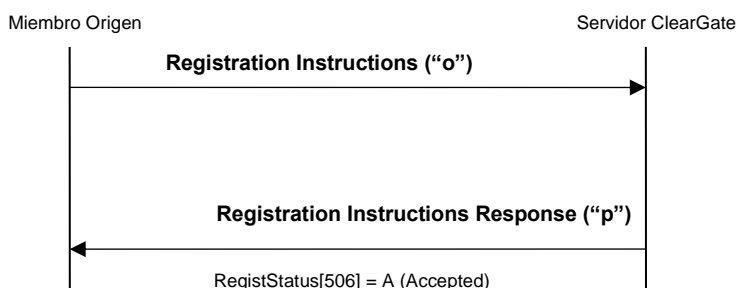 Miembro Origen
Servidor ClearGate
Registration Instructions (“o”)
Registration Instructions Response (“p”)
RegistStatus[506] = A (Accepted)